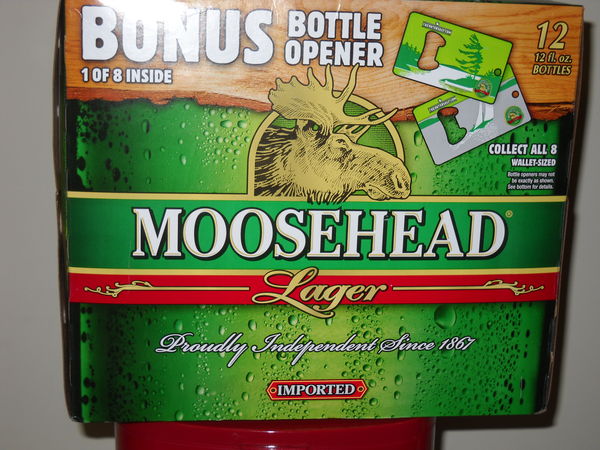 BONUS BOTTLE OPENER
1 OF 8 INSIDE
12
12 fl. oz.
BOTTLES
COLLECT ALL 8
WALLET-SIZED
Bottle openers may not
be exactly as shown.
See bottom for details.
MOOSEHEAD®
Lager
Proudly Independent Since 1867
IMPORTED